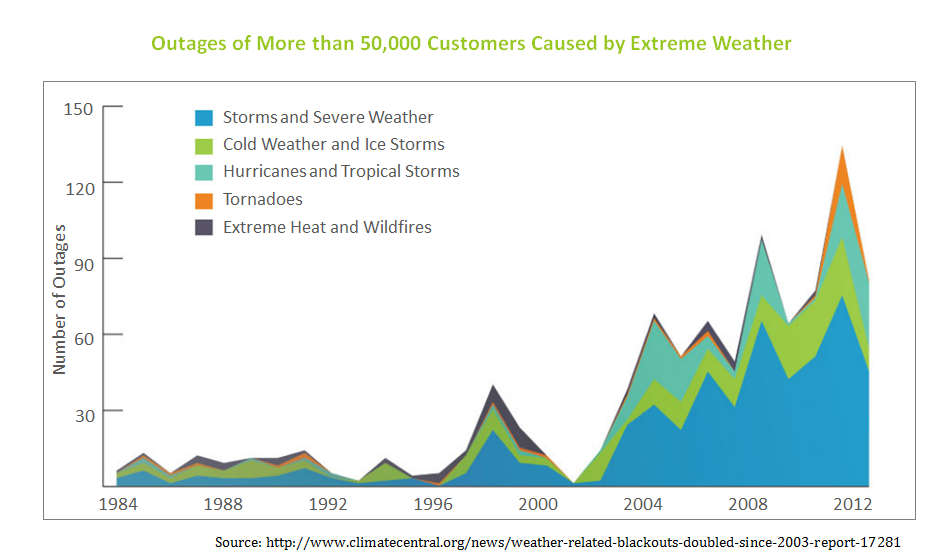 Outages of More than 50,000 Customers Caused by Extreme Weather
150
120
90
60
30
Number of Outages
Storms and Severe Weather
Cold Weather and Ice Storms
Hurricanes and Tropical Storms
Tornadoes
Extreme Heat and Wildfires
1984 1988 1992 1996 2000 2004 2008 2012
Source: http://www.climatecentral.org/news/weather-related-blackouts-doubled-since-2003-report-17281